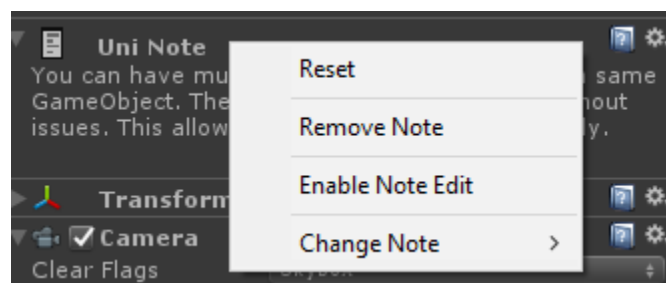 Uni Note
You can have mu same
GameObject. The hout
issues. This allow y.
Reset
Remove Note
Enable Note Edit
Change Note
Transform
Camera
Clear Flags